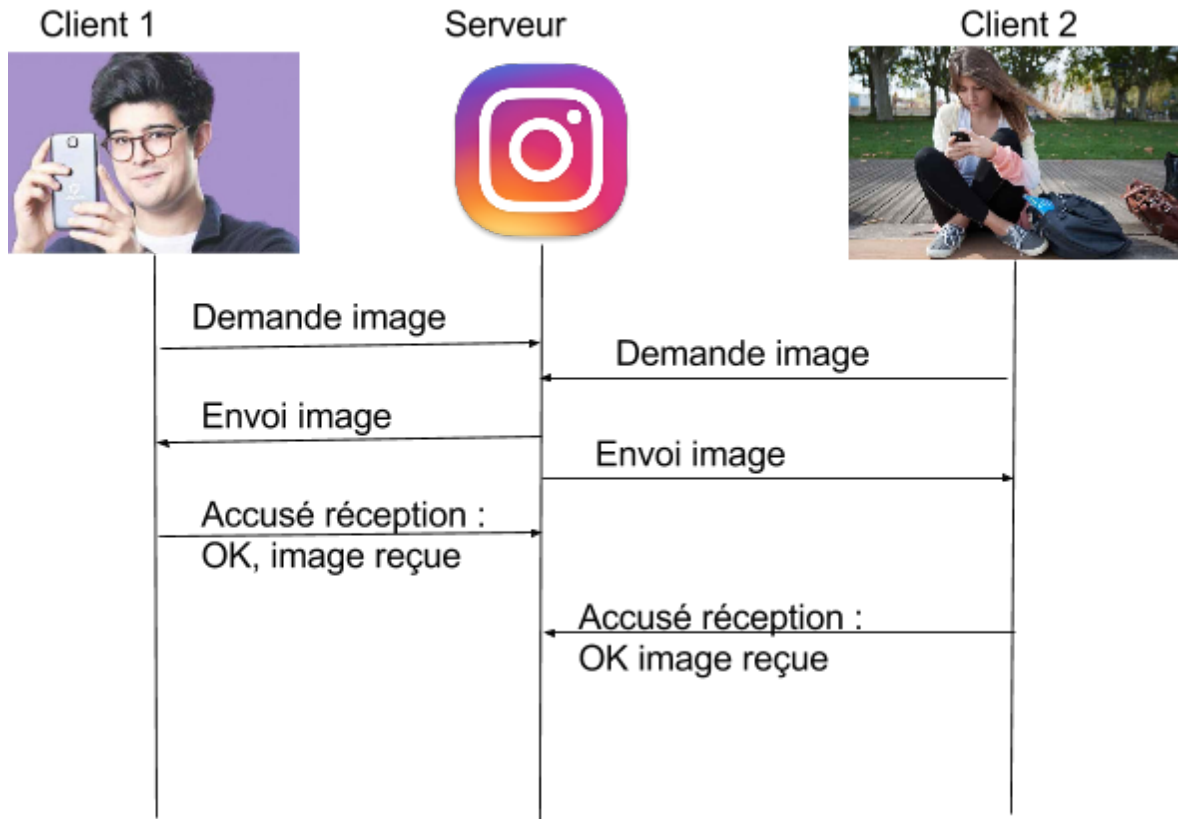 Client 1
Serveur
Client 2
Demande image
Demande image
Envoi image
Envoi image
Accusé réception :
OK, image reçue
Accusé réception :
OK image reçue